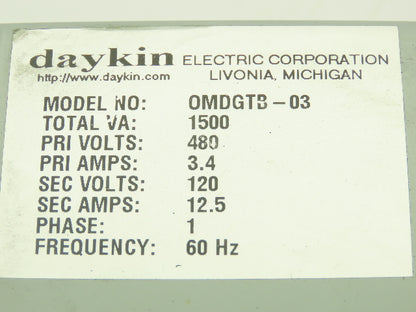 daykin ELECTRIC CORPORATION
http://www.daykin.com LIVONIA, MICHIGAN
MODEL NO: OMDGTB-03
TOTAL VA: 1500
PRI VOLTS: 480
PRI AMPS: 3.4
SEC VOLTS: 120
SEC AMPS: 12.5
PHASE: 1
FREQUENCY: 60 Hz